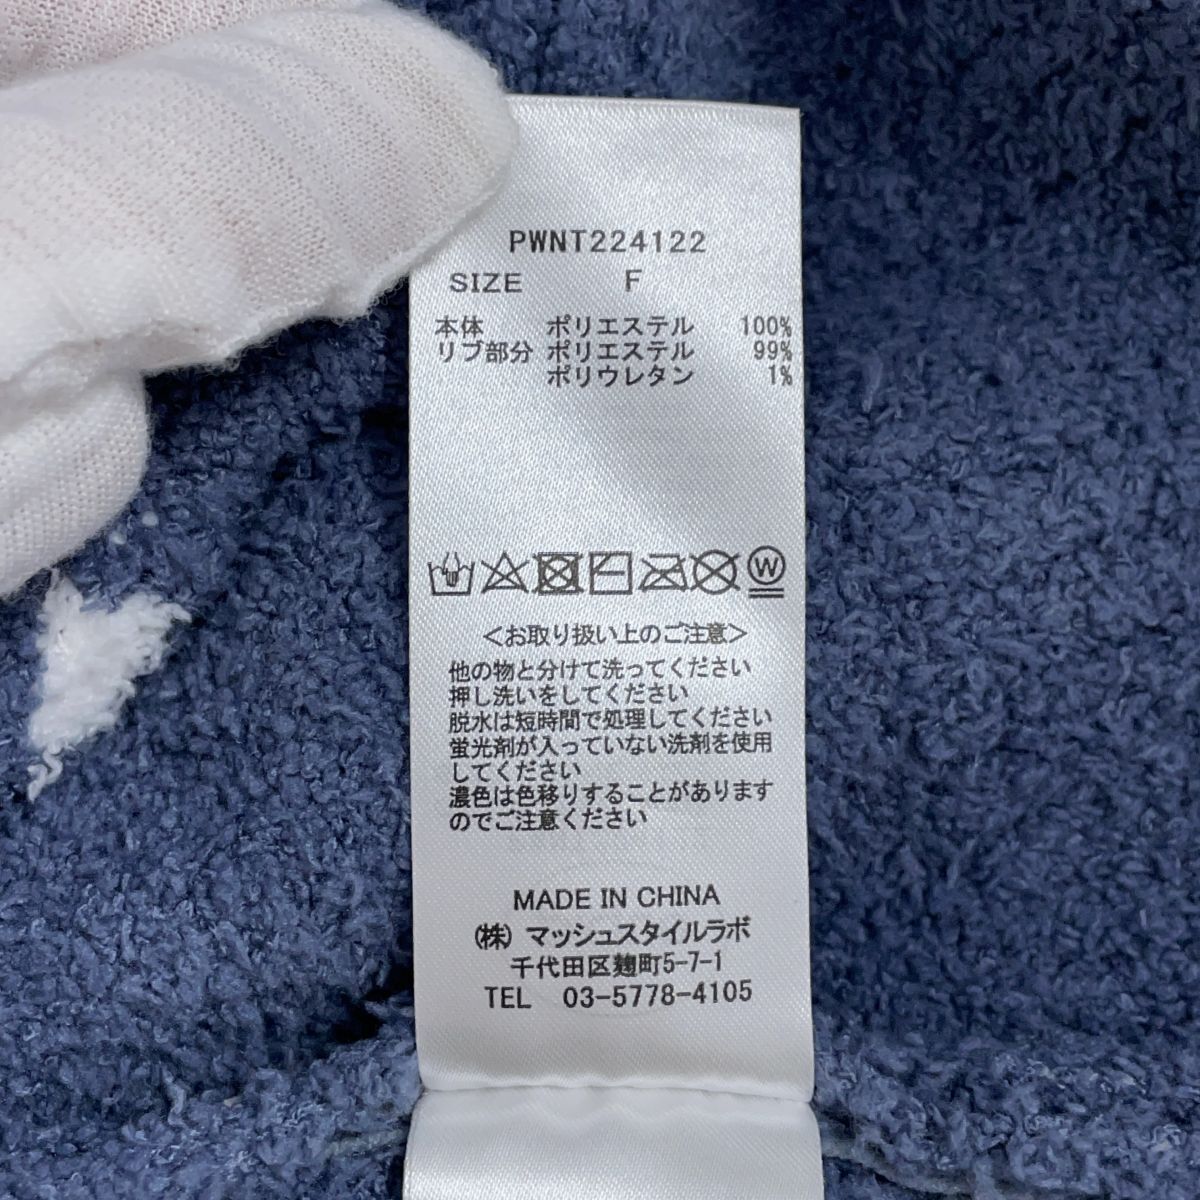 PWNT224122
SIZE F
本体 ポリエステル 100%
リブ部分 ポリエステル 99%
ポリウレタン 1%
W
<お取り扱い上のご注意>
他の物と分けて洗ってください
押し洗いをしてください
脱水は短時間で処理してください
蛍光剤が入っていない洗剤を使用
してください
濃色は色移りすることがあります
のでご注意ください
MADE IN CHINA
(株) マッシュスタイルラボ
千代田区麹町5-7-1
TEL 03-5778-4105